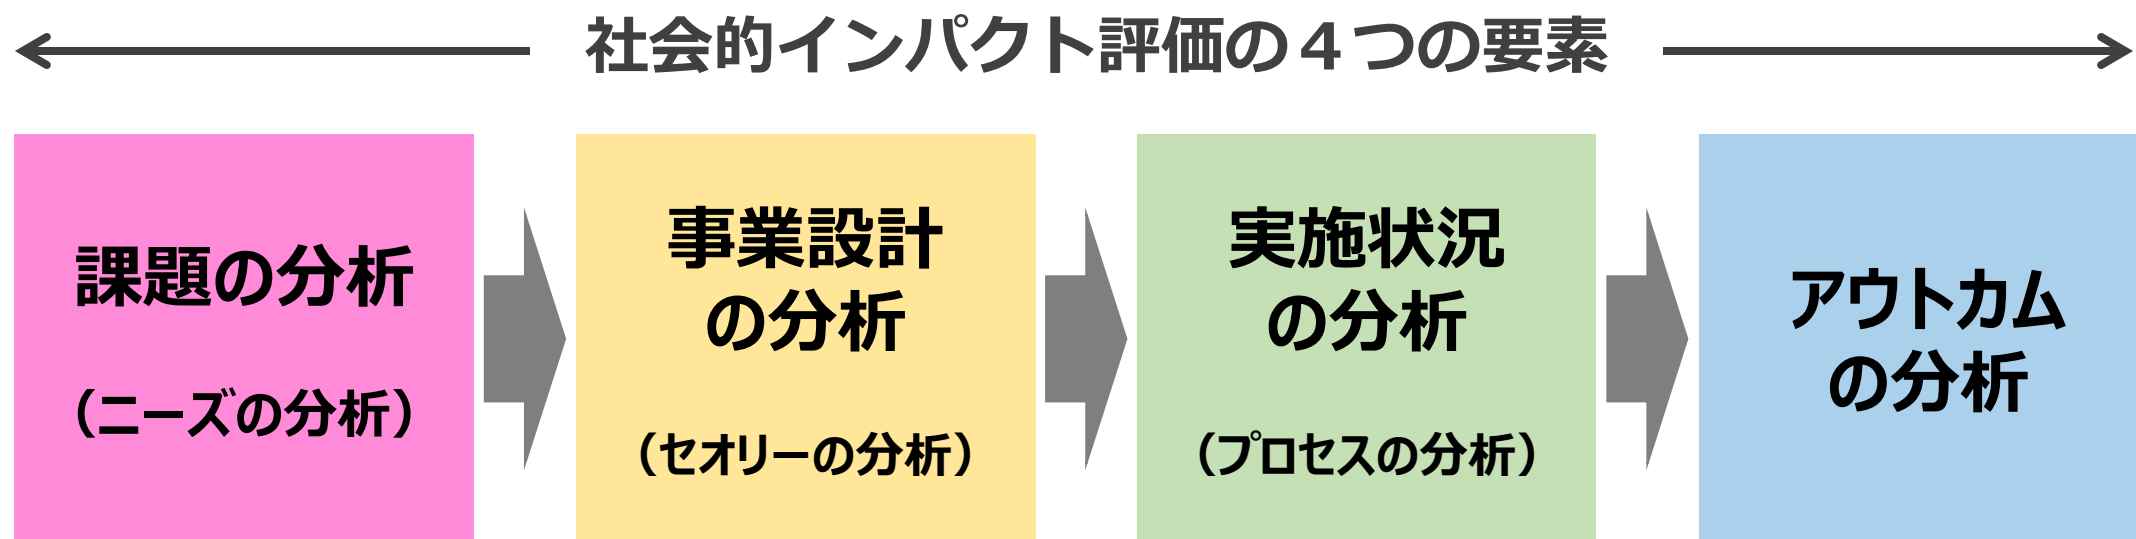 社会的インパクト評価の４つの要素
課題の分析
（ニーズの分析）
事業設計
の分析
（セオリーの分析）
実施状況
の分析
（プロセスの分析）
アウトカム
の分析